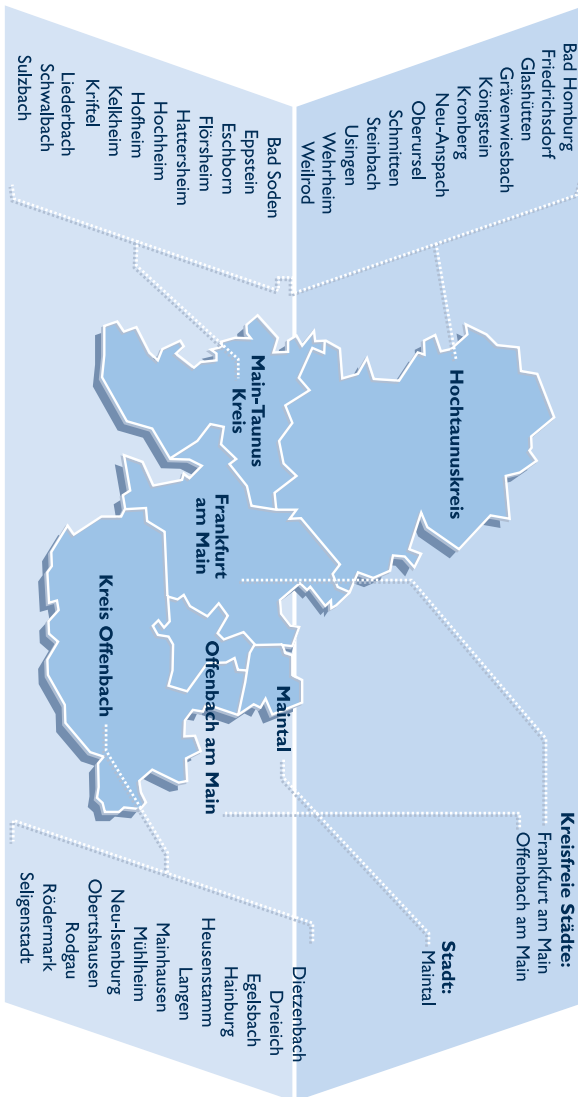 Bad Homburg
Friedrichsdorf
Glashütten
Grävenwiesbach
Königstein
Kronberg
Neu-Anspach
Oberursel
Schmitten
Steinbach
Usingen
Wehrheim
Weilrod
Bad Soden
Eppstein
Eschborn
Flörsheim
Hattersheim
Hochheim
Hofheim
Kelkheim
Kriftel
Liederbach
Schwalbach
Sulzbach
Hochtaunuskreis
Main-Taunus
Kreis
Frankfurt
am Main
Maintal
Offenbach am Main
Kreis Offenbach
Kreisfreie Städte:
Frankfurt am Main
Offenbach am Main
Stadt:
Maintal
Dietzenbach
Dreieich
Egelsbach
Hainburg
Heusenstamm
Langen
Mainhausen
Mühlheim
Neu-Isenburg
Obertshausen
Rodgau
Rödermark
Seligenstadt